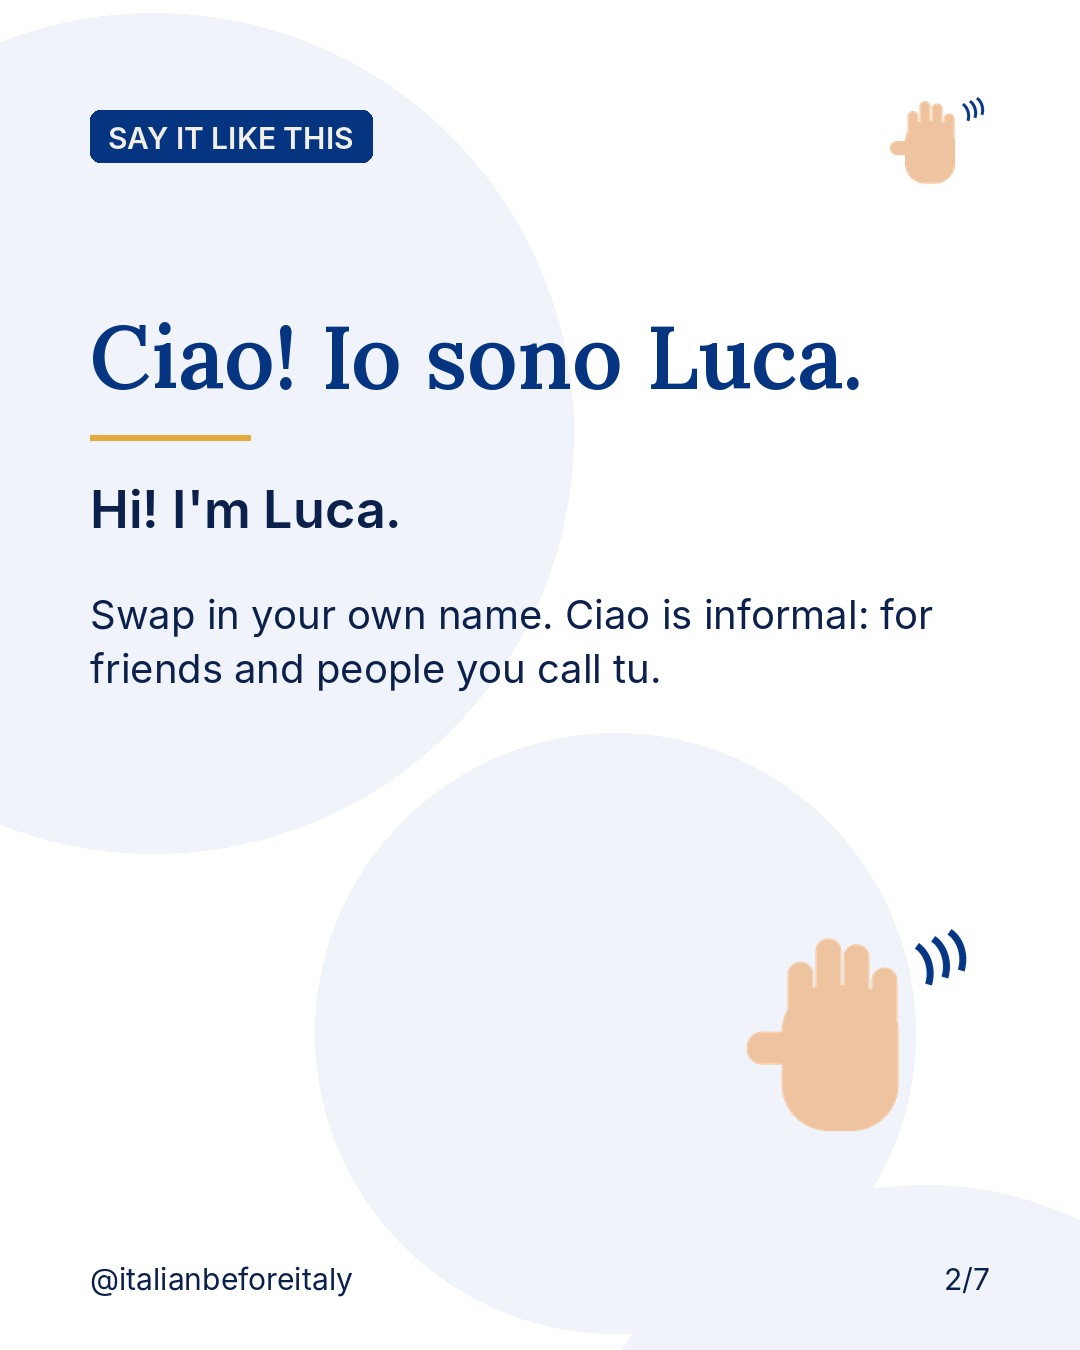 SAY IT LIKE THIS
Ciao! Io sono Luca.
Hi! I'm Luca.
Swap in your own name. Ciao is informal: for
friends and people you call tu.
@italianbeforeitaly
2/7